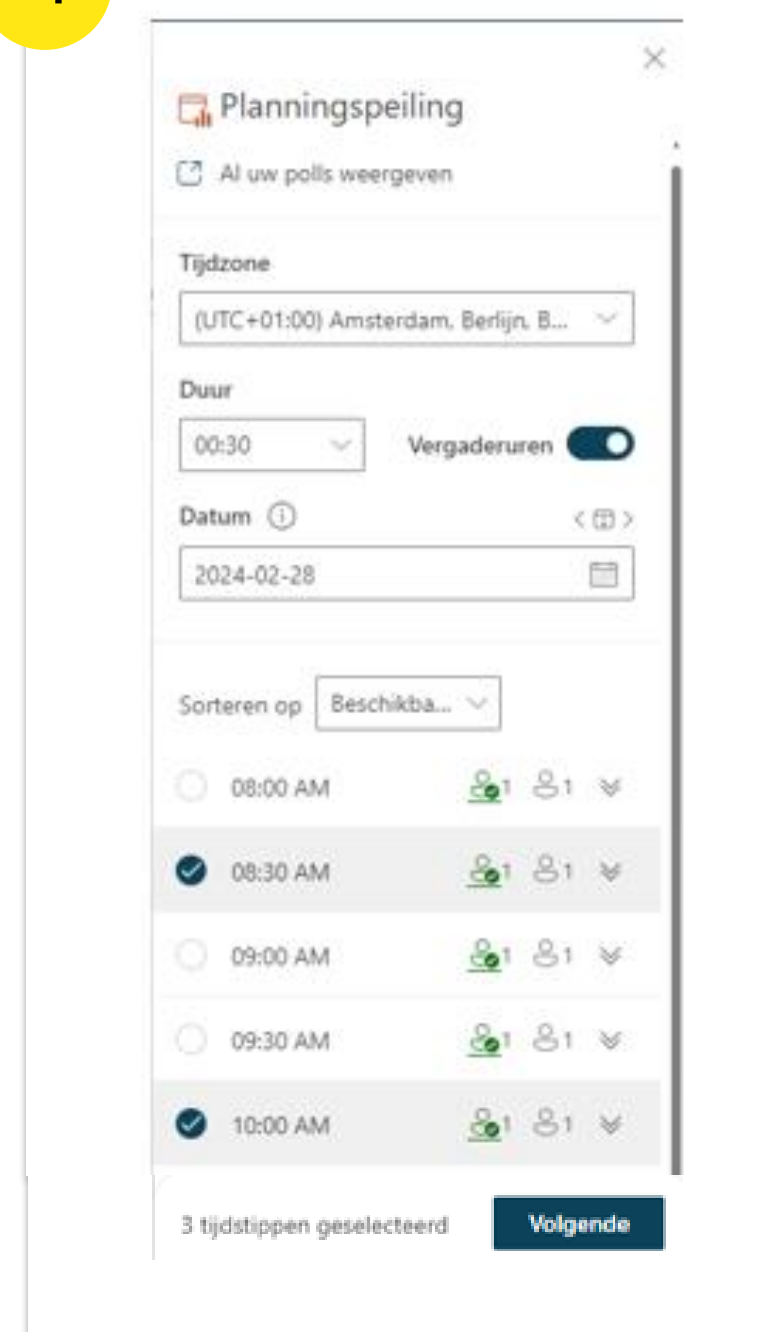 Planningspeiling
Al uw polls weergeven
Tijdzone
(UTC+01:00) Amsterdam, Berlijn, B...
Duur
00:30
Vergaderuren
Datum
2024-02-28
Sorteren op Beschikba...
08:00 AM 1 1
08:30 AM 1 1
09:00 AM 1 1
09:30 AM 1 1
10:00 AM 1 1
3 tijdstippen geselecteerd Volgende